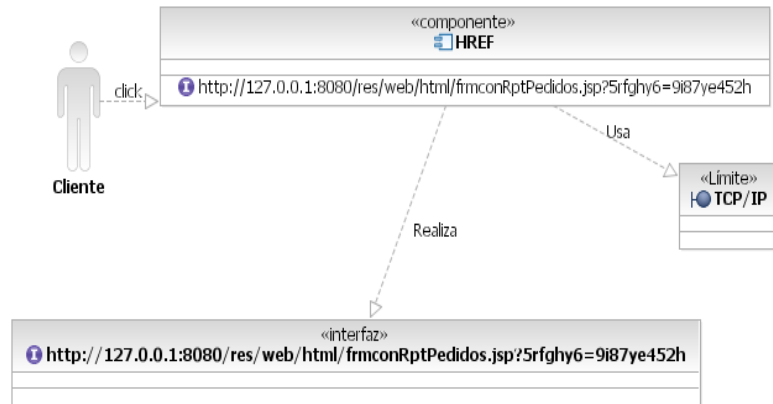 «componente»
HREF
http://127.0.0.1:8080/res/web/html/frmconRptPedidos.jsp?5rfghy6=9i87ye452h
click
Cliente
Usa
«Límite»
TCP/IP
Realiza
«interfaz»
http://127.0.0.1:8080/res/web/html/frmconRptPedidos.jsp?5rfghy6=9i87ye452h